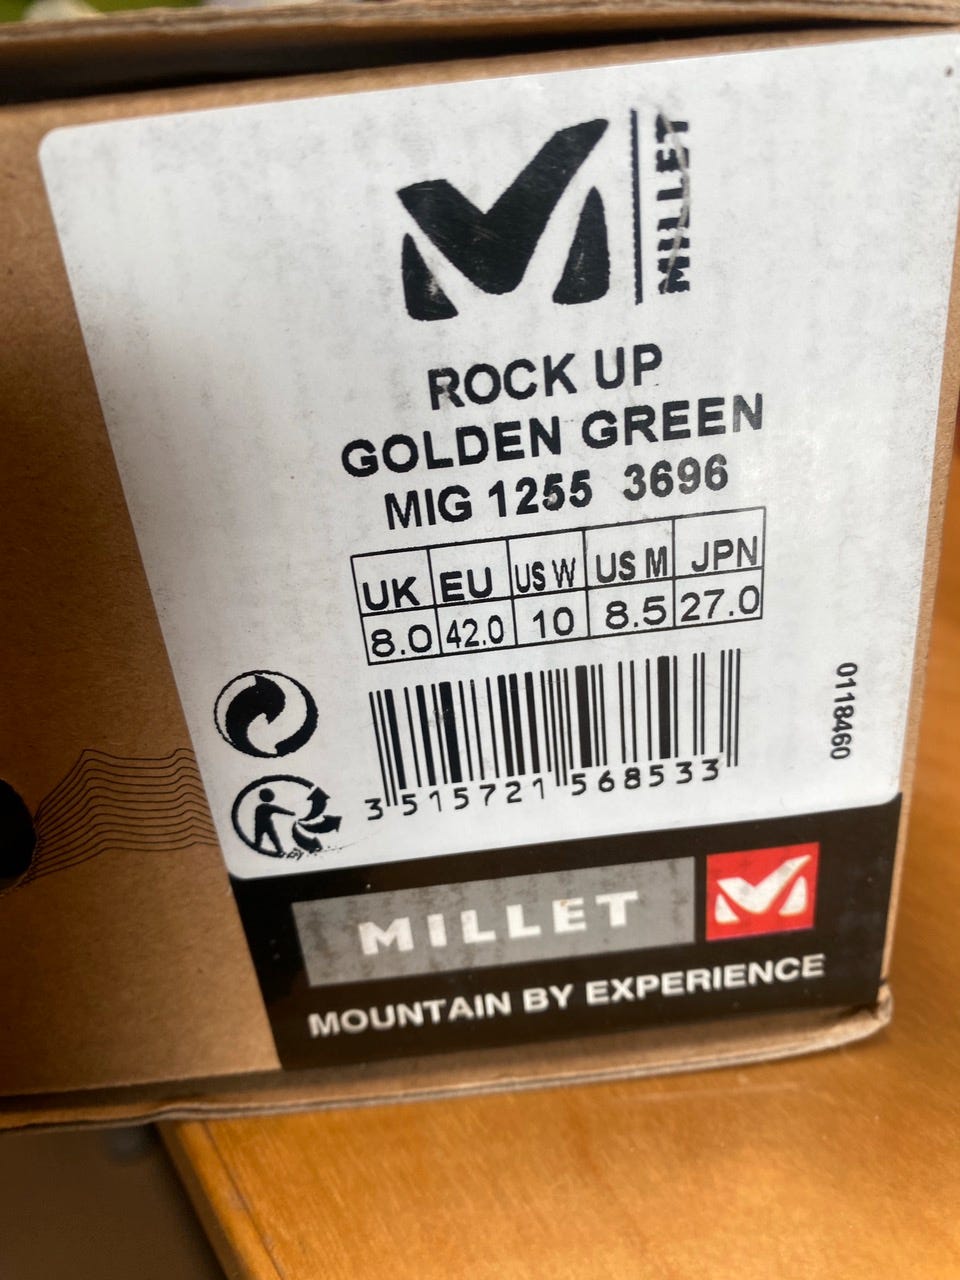 MILLET
ROCK UP
GOLDEN GREEN
MIG 1255 3696
UK EU US W US M JPN
8.0 42.0 10 8.5 27.0
0118460
3 515721 568533
MILLET
MOUNTAIN BY EXPERIENCE